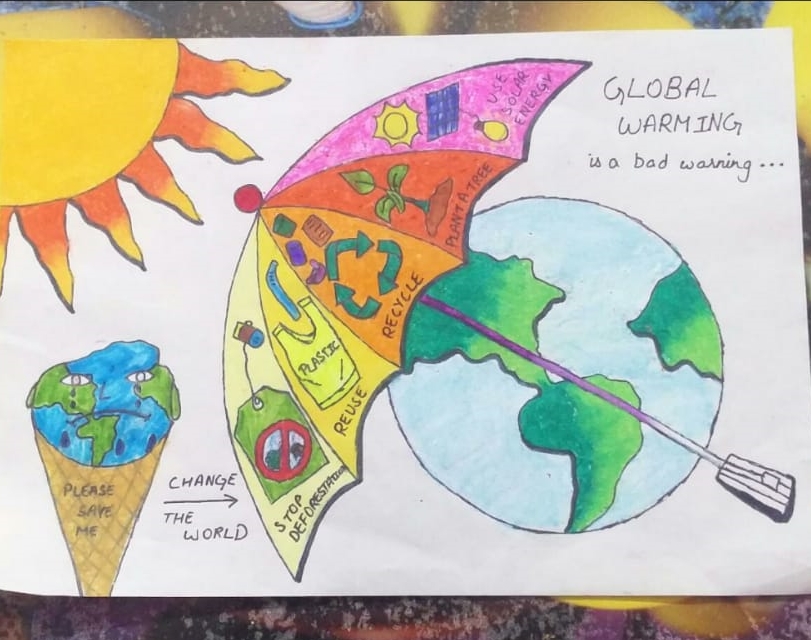 GLOBAL
WARMING
is a bad warning...
USE
SOLAR
ENERGY
PLANT A TREE
RECYCLE
PLASTIC
REUSE
STOP
DEFORESTATION
PLEASE
SAVE
ME
CHANGE
THE
WORLD